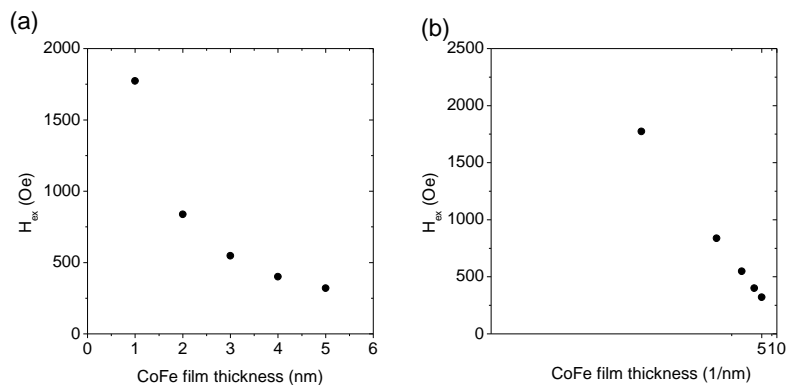 (a)
2000
1500
1000
500
0
H_ex (Oe)
0 1 2 3 4 5 6
CoFe film thickness (nm)
(b)
2500
2000
1500
1000
500
0
H_ex (Oe)
510
CoFe film thickness (1/nm)